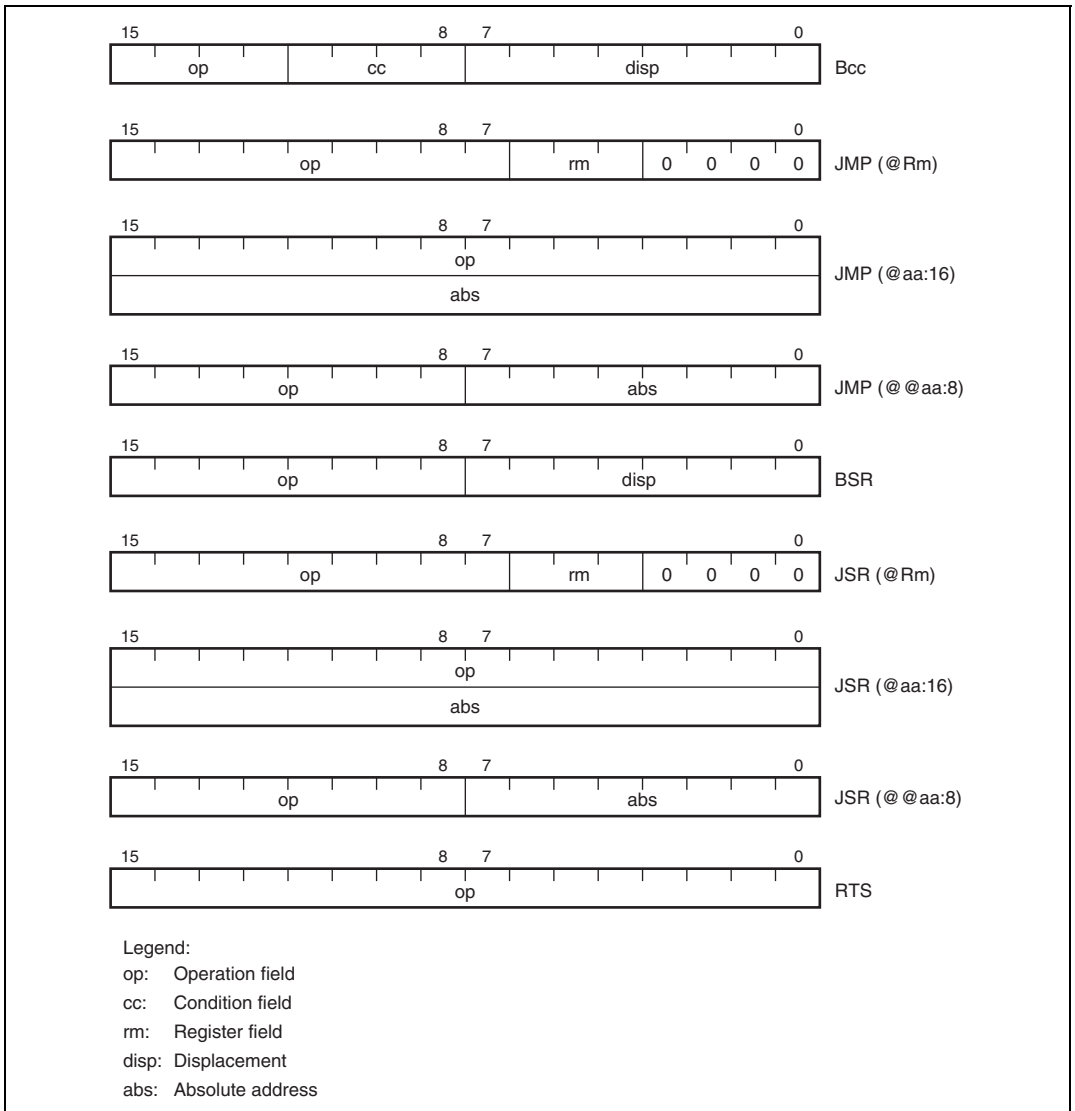 15 8 7 0
op cc disp Bcc
15 8 7 0
op rm 0 0 0 0 JMP (@Rm)
15 8 7 0
op
JMP (@aa:16)
abs
15 8 7 0
op abs JMP (@@aa:8)
15 8 7 0
op disp BSR
15 8 7 0
op rm 0 0 0 0 JSR (@Rm)
15 8 7 0
op
JSR (@aa:16)
abs
15 8 7 0
op abs JSR (@@aa:8)
15 8 7 0
op RTS
Legend:
op: Operation field
cc: Condition field
rm: Register field
disp: Displacement
abs: Absolute address